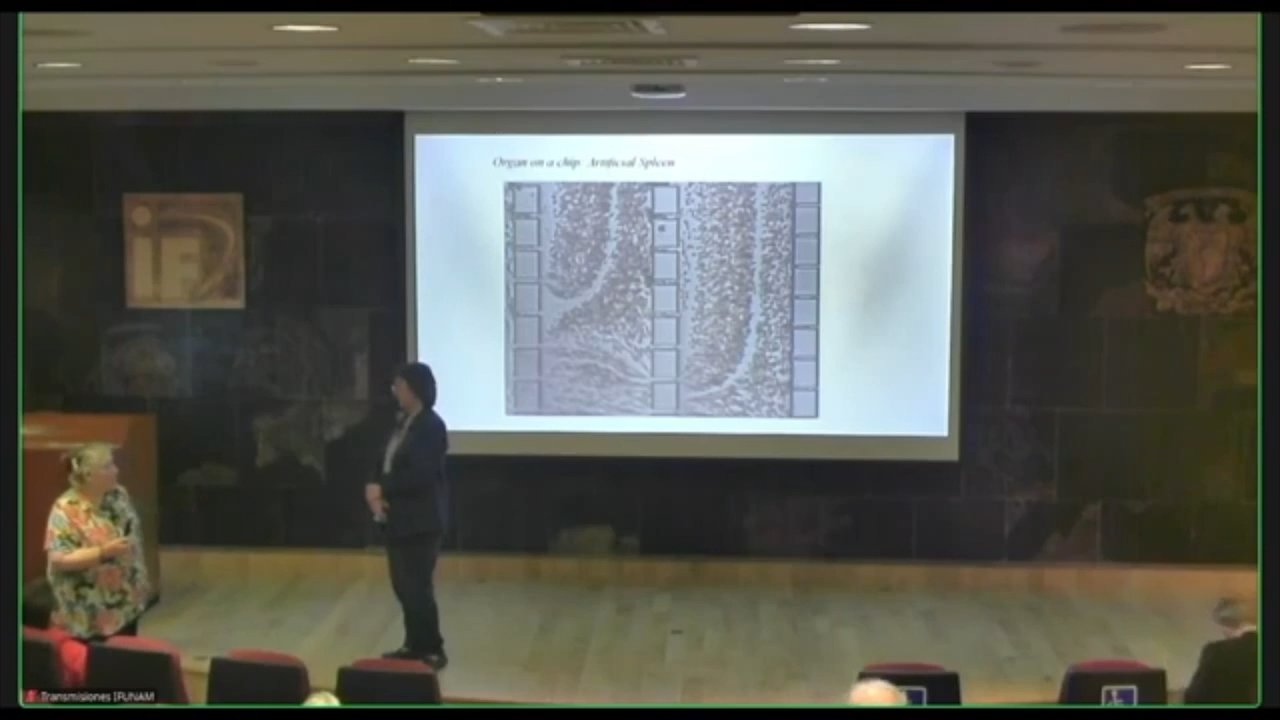 Organ on a chip. Artificial Spleen
iF
Transmisiones IFUNAM